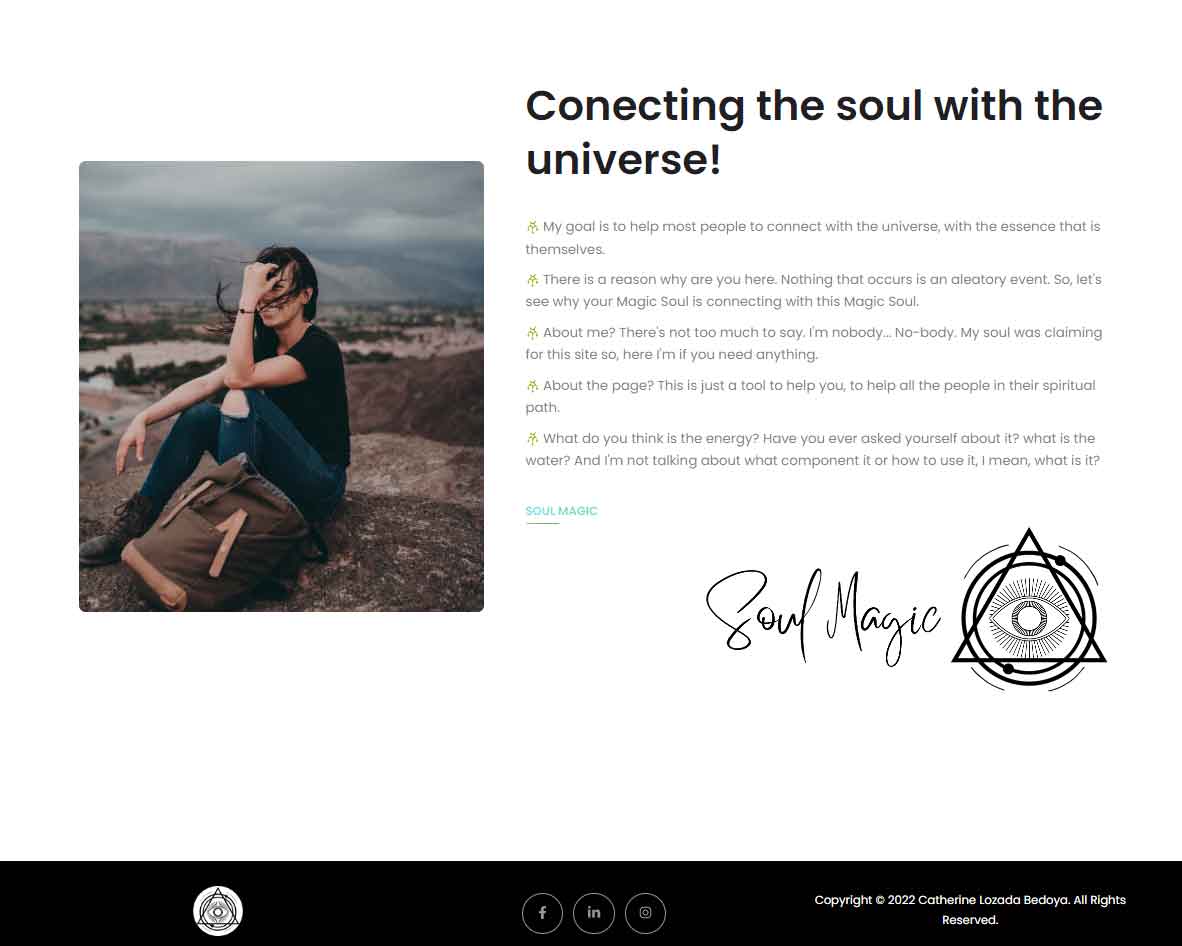 Conecting the soul with the
universe!
My goal is to help most people to connect with the universe, with the essence that is
themselves.
There is a reason why are you here. Nothing that occurs is an aleatory event. So, let's
see why your Magic Soul is connecting with this Magic Soul.
About me? There's not too much to say. I'm nobody... No-body. My soul was claiming
for this site so, here I'm if you need anything.
About the page? This is just a tool to help you, to help all the people in their spiritual
path.
What do you think is the energy? Have you ever asked yourself about it? what is the
water? And I'm not talking about what component it or how to use it, I mean, what is it?
SOUL MAGIC
Soul Magic
Copyright © 2022 Catherine Lozada Bedoya. All Rights
Reserved.